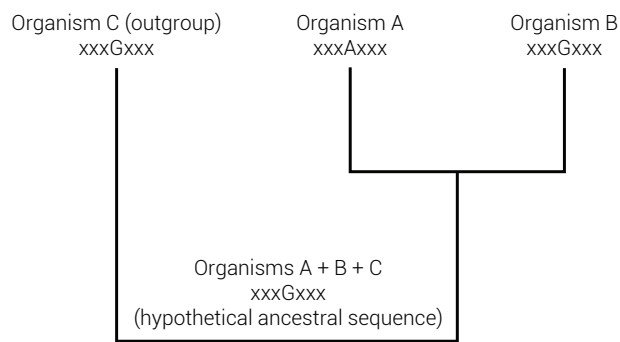 Organism C (outgroup)
xxxGxxx
Organism A
xxxAxxx
Organism B
xxxGxxx
Organisms A + B + C
xxxGxxx
(hypothetical ancestral sequence)